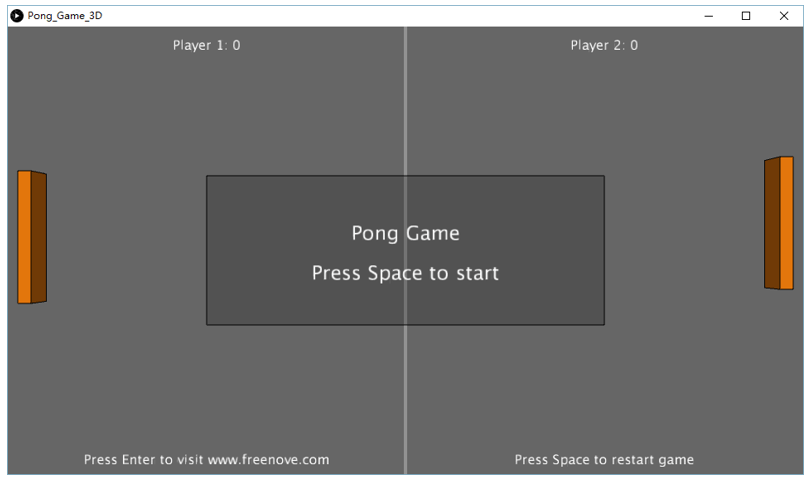 Pong_Game_3D
Player 1: 0
Player 2: 0
Pong Game
Press Space to start
Press Enter to visit www.freenove.com
Press Space to restart game